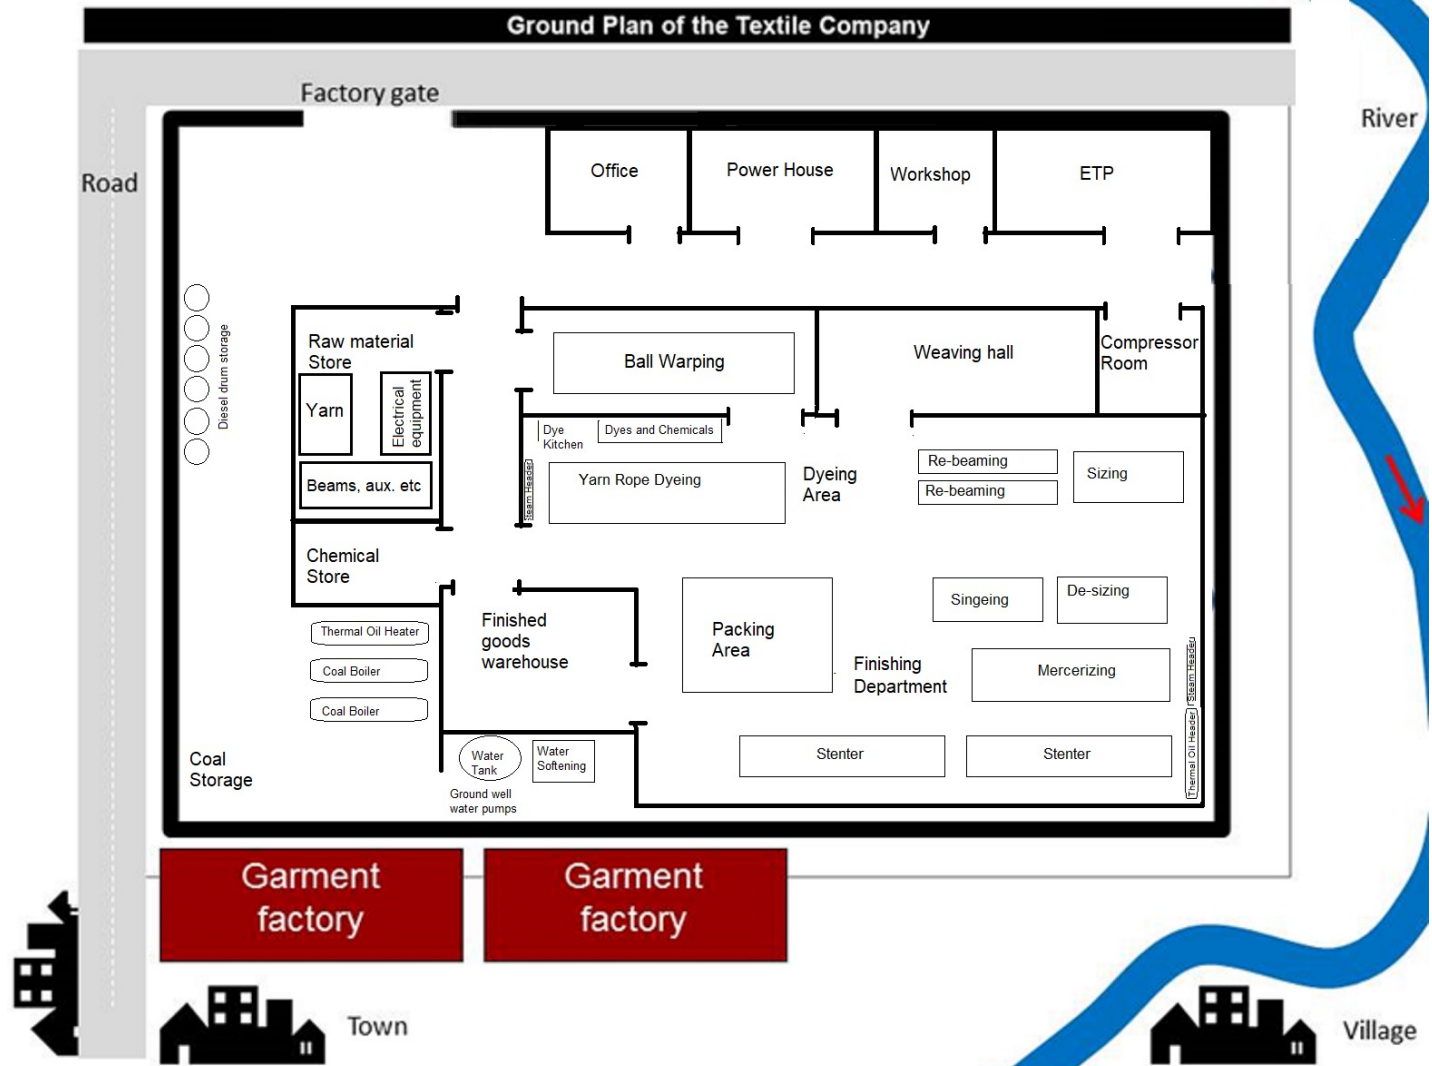 Ground Plan of the Textile Company
Factory gate
River
Road
Office
Power House
Workshop
ETP
Diesel drum storage
Raw material
Store
Yarn
Electrical
equipment
Beams, aux. etc
Ball Warping
Weaving hall
Compressor
Room
Dye
Kitchen
Dyes and Chemicals
Steam Header
Yarn Rope Dyeing
Dyeing
Area
Re-beaming
Re-beaming
Sizing
Chemical
Store
Thermal Oil Heater
Coal Boiler
Coal Boiler
Finished
goods
warehouse
Packing
Area
Singeing
De-sizing
Finishing
Department
Mercerizing
Steam Header
Thermal Oil Header
Stenter
Stenter
Coal
Storage
Water
Tank
Water
Softening
Ground well
water pumps
Garment
factory
Garment
factory
Town
Village